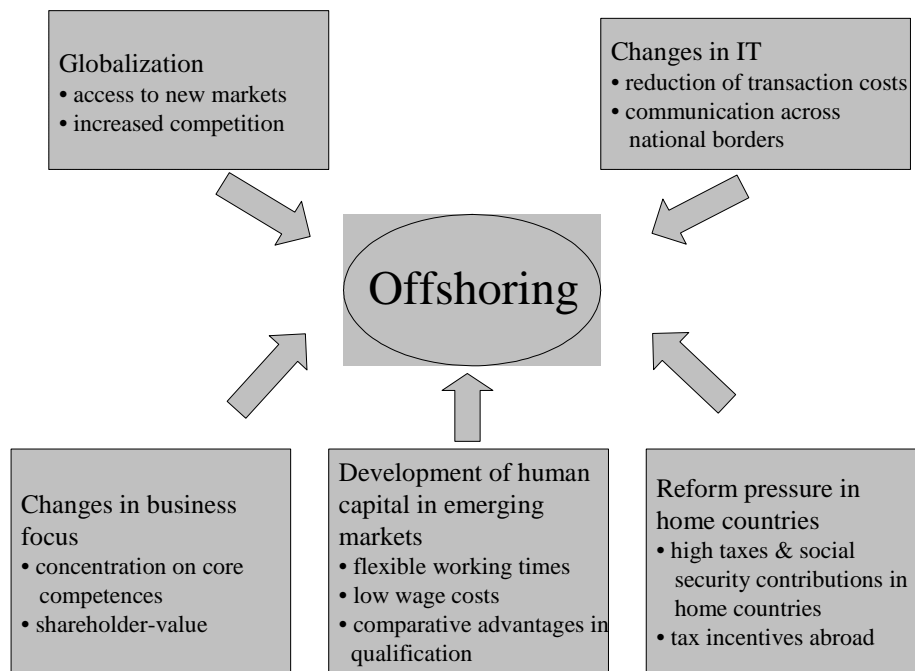 Globalization
• access to new markets
• increased competition
Changes in IT
• reduction of transaction costs
• communication across
national borders
Offshoring
Changes in business
focus
• concentration on core
competences
• shareholder-value
Development of human
capital in emerging
markets
• flexible working times
• low wage costs
• comparative advantages in
qualification
Reform pressure in
home countries
• high taxes & social
security contributions in
home countries
• tax incentives abroad